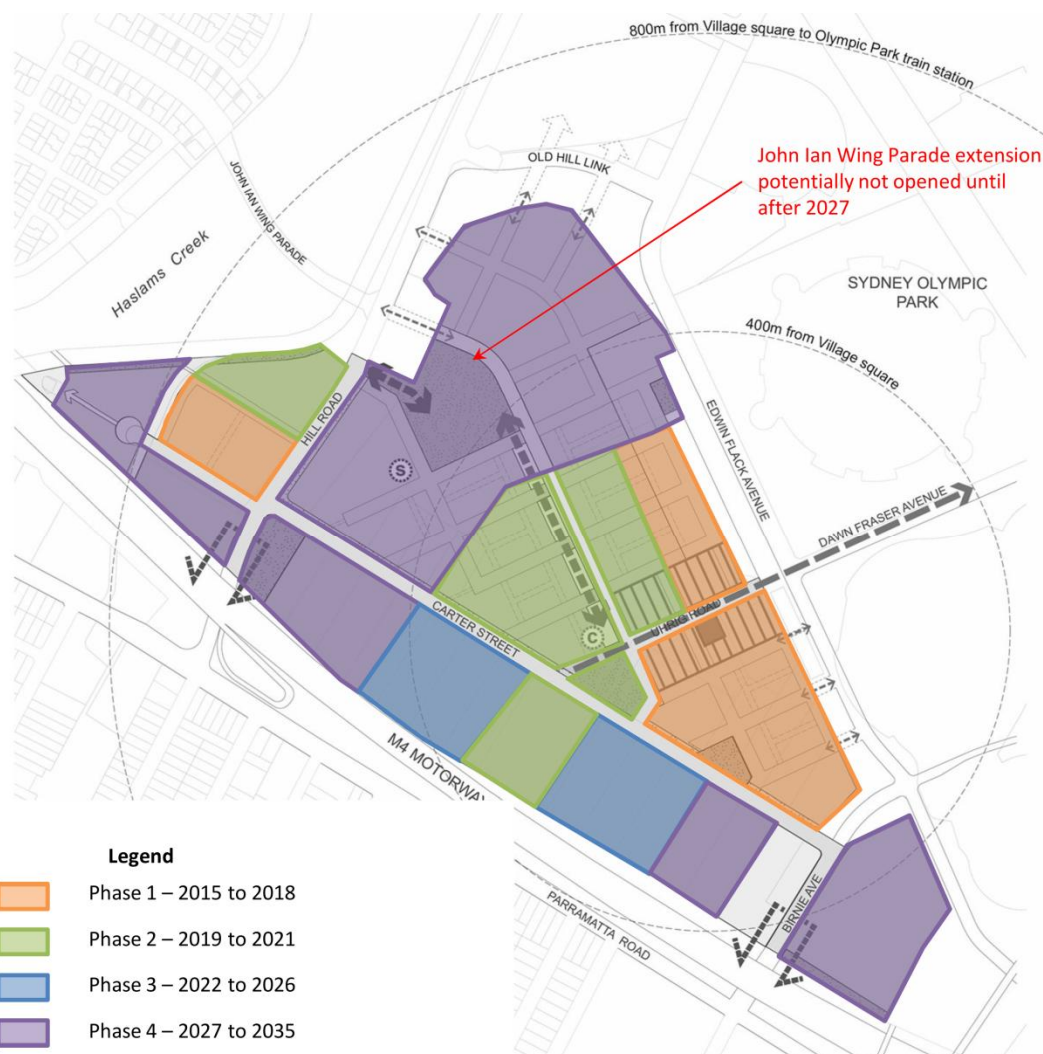 800m from Village square to Olympic Park train station
John Ian Wing Parade extension
potentially not opened until
after 2027
OLD HILL LINK
JOHN IAN WING PARADE
Haslams Creek
SYDNEY OLYMPIC
PARK
400m from Village square
HILL ROAD
EDWIN FLACK AVENUE
S
DAWN FRASER AVENUE
UHRIG ROAD
CARTER STREET
C
M4 MOTORWAY
PARRAMATTA ROAD
BIRNIE AVE
Legend
Phase 1 – 2015 to 2018
Phase 2 – 2019 to 2021
Phase 3 – 2022 to 2026
Phase 4 – 2027 to 2035